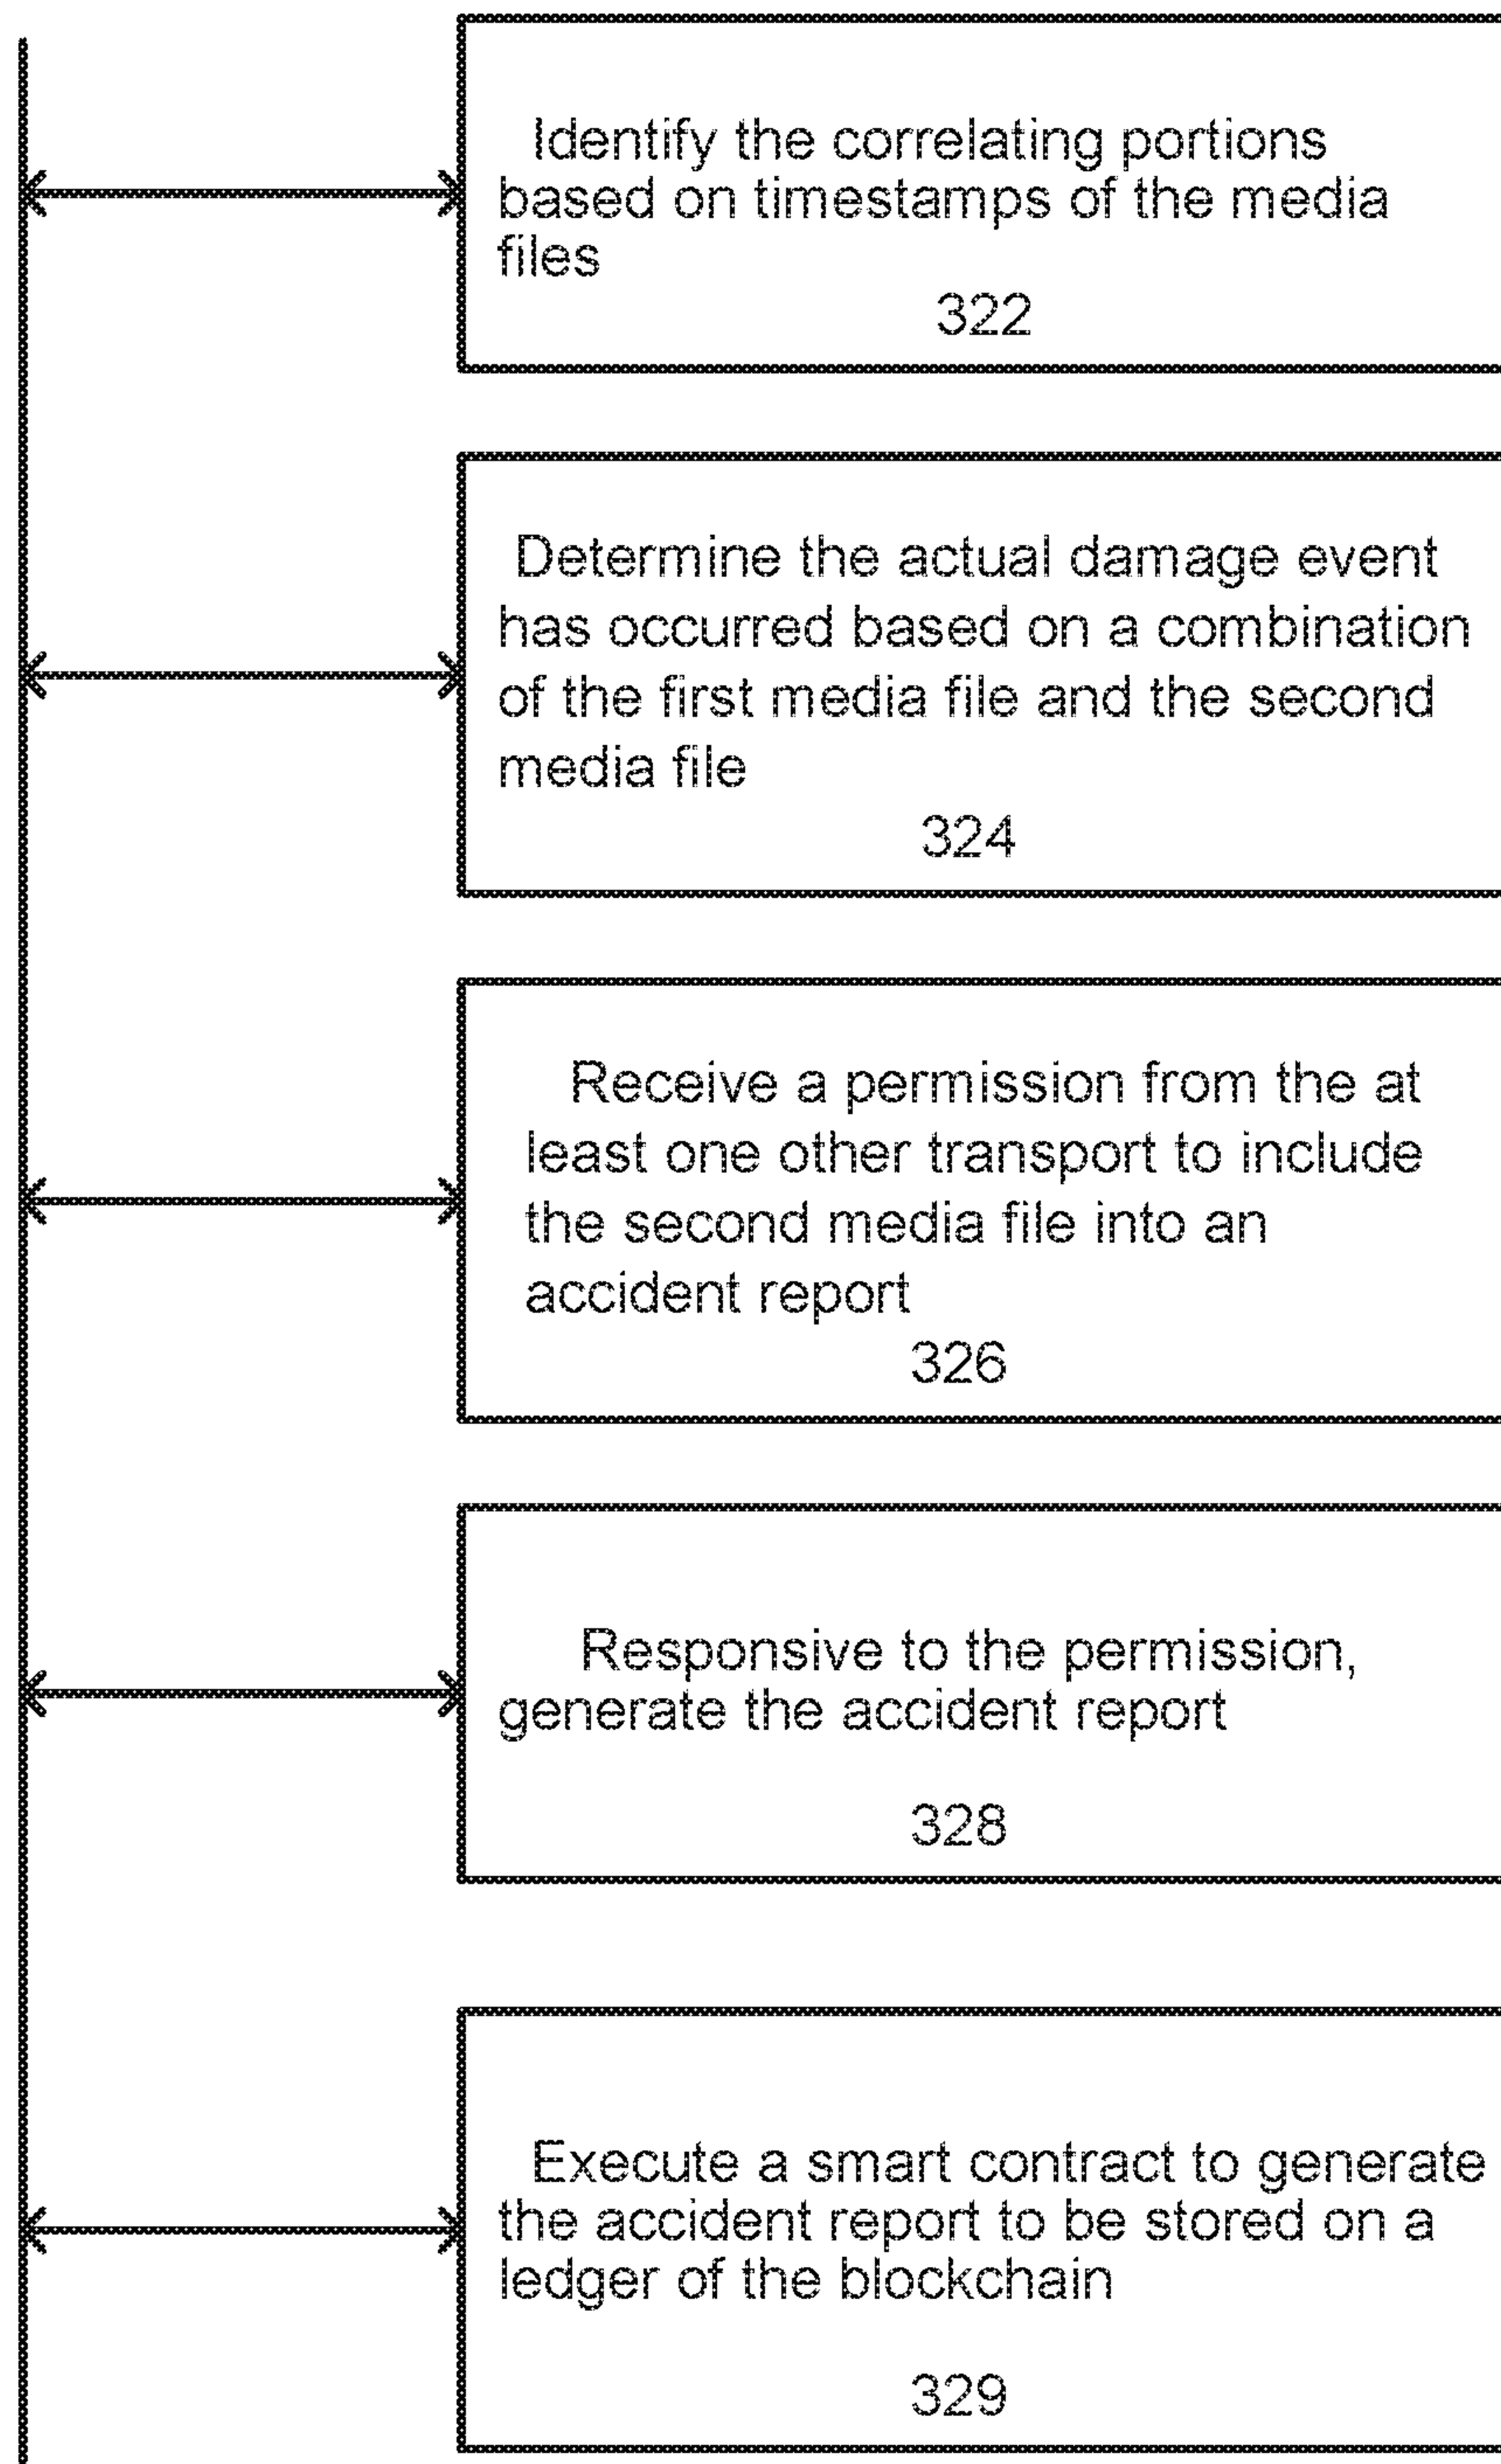 Identify the correlating portions
based on timestamps of the media
files
322
Determine the actual damage event
has occurred based on a combination
of the first media file and the second
media file
324
Receive a permission from the at
least one other transport to include
the second media file into an
accident report
326
Responsive to the permission,
generate the accident report
328
Execute a smart contract to generate
the accident report to be stored on a
ledger of the blockchain
329